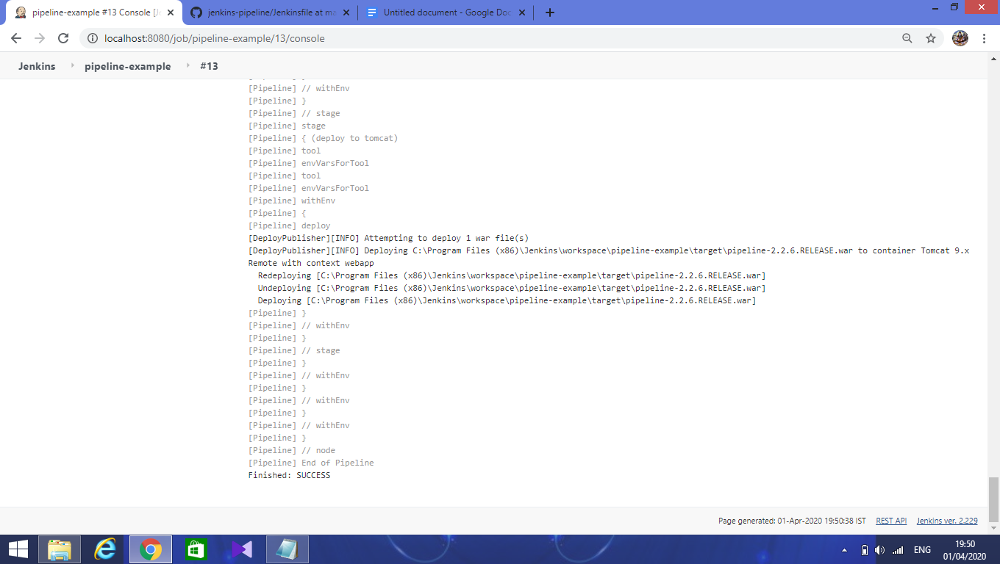 pipeline-example #13 Console [J
jenkins-pipeline/Jenkinsfile at ma
Untitled document - Google Doc
localhost:8080/job/pipeline-example/13/console
Jenkins
pipeline-example
#13
[Pipeline] // withEnv
[Pipeline] }
[Pipeline] // stage
[Pipeline] stage
[Pipeline] { (deploy to tomcat)
[Pipeline] tool
[Pipeline] envVarsForTool
[Pipeline] tool
[Pipeline] envVarsForTool
[Pipeline] withEnv
[Pipeline] {
[Pipeline] deploy
[DeployPublisher][INFO] Attempting to deploy 1 war file(s)
[DeployPublisher][INFO] Deploying C:\Program Files (x86)\Jenkins\workspace\pipeline-example\target\pipeline-2.2.6.RELEASE.war to container Tomcat 9.x
Remote with context webapp
Redeploying [C:\Program Files (x86)\Jenkins\workspace\pipeline-example\target\pipeline-2.2.6.RELEASE.war]
Undeploying [C:\Program Files (x86)\Jenkins\workspace\pipeline-example\target\pipeline-2.2.6.RELEASE.war]
Deploying [C:\Program Files (x86)\Jenkins\workspace\pipeline-example\target\pipeline-2.2.6.RELEASE.war]
[Pipeline] }
[Pipeline] // withEnv
[Pipeline] }
[Pipeline] // stage
[Pipeline] }
[Pipeline] // withEnv
[Pipeline] }
[Pipeline] // withEnv
[Pipeline] }
[Pipeline] // withEnv
[Pipeline] }
[Pipeline] // node
[Pipeline] End of Pipeline
Finished: SUCCESS
Page generated: 01-Apr-2020 19:50:38 IST REST API Jenkins ver. 2.229
ENG
19:50
01/04/2020